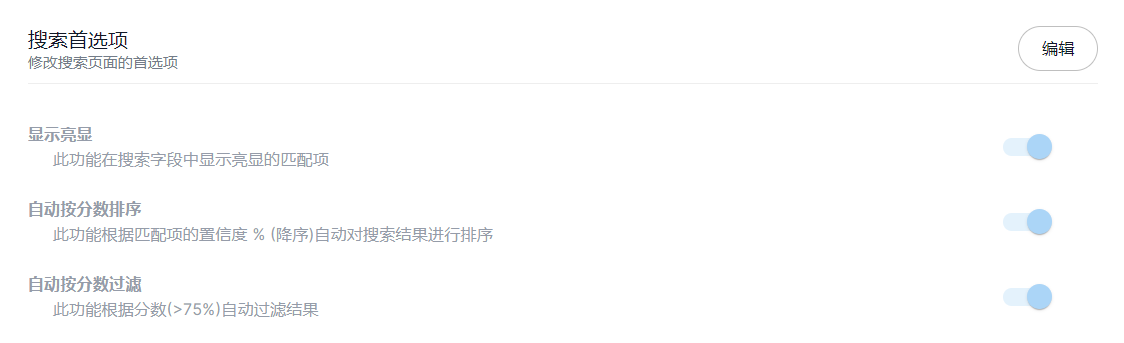 搜索首选项
修改搜索页面的首选项
编辑
显示亮显
此功能在搜索字段中显示亮显的匹配项
自动按分数排序
此功能根据匹配项的置信度 % (降序)自动对搜索结果进行排序
自动按分数过滤
此功能根据分数(>75%)自动过滤结果